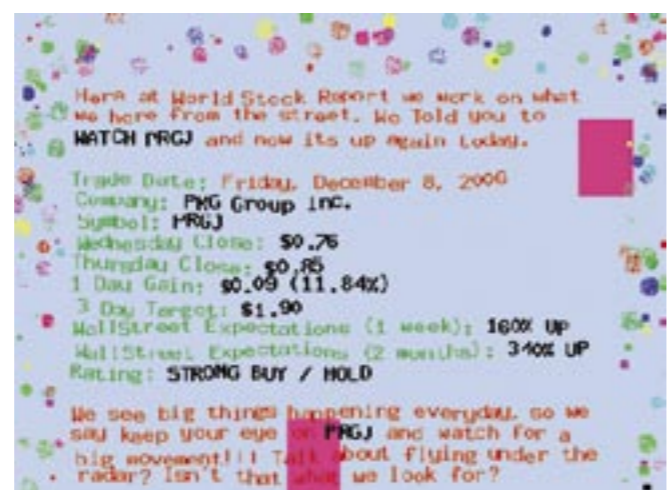 Here at World Stock Report we work on what
we here from the street. We Told you to
WATCH MRGJ and now its up again today.
Trade Date: Friday, December 8, 2006
Company: PMG Group Inc.
Symbol: MRGJ
Wednesday Close: $0.76
Thursday Close: $0.85
1 Day Gain: $0.09 (11.84%)
3 Day Target: $1.90
WallStreet Expectations (1 week): 160% UP
WallStreet Expectations (2 months): 340% UP
Rating: STRONG BUY / HOLD
We see big things happening everyday, so we
say keep your eye on MRGJ and watch for a
big movement!!! Talk about flying under the
radar? Isn't that what we look for?